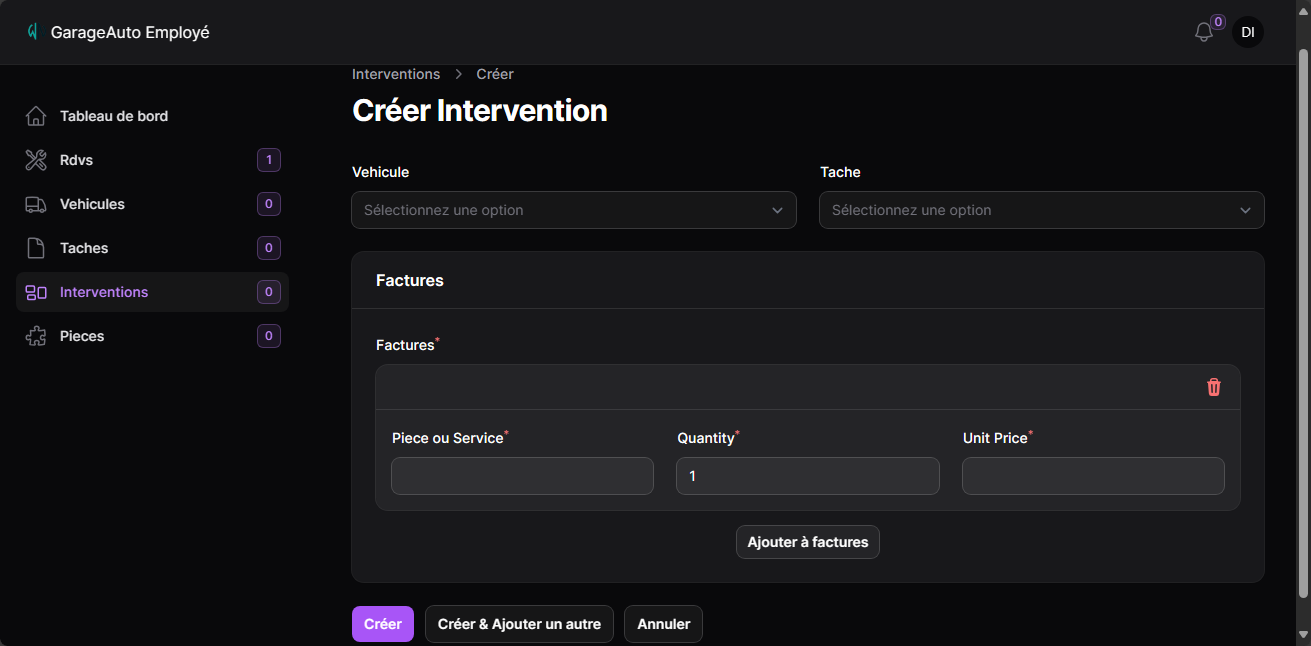 GarageAuto Employé
0
DI
Tableau de bord
Rdvs 1
Vehicules 0
Taches 0
Interventions 0
Pieces 0
Interventions > Créer
Créer Intervention
Vehicule Tache
Sélectionnez une option Sélectionnez une option
Factures
Factures*
Piece ou Service* Quantity* Unit Price*
1
Ajouter à factures
Créer Créer & Ajouter un autre Annuler